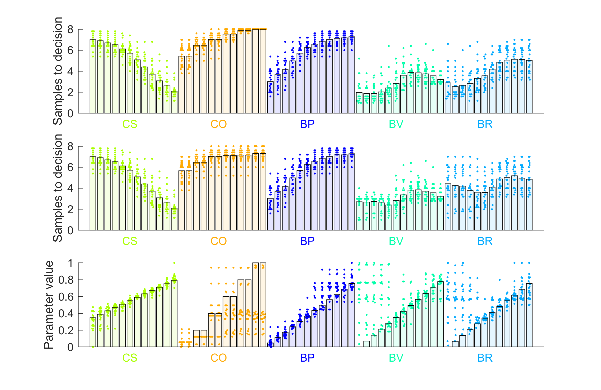 8
6
4
2
0
Samples to decision
CS CO BP BV BR
8
6
4
2
0
Samples to decision
CS CO BP BV BR
1
0.8
0.6
0.4
0.2
0
Parameter value
CS CO BP BV BR